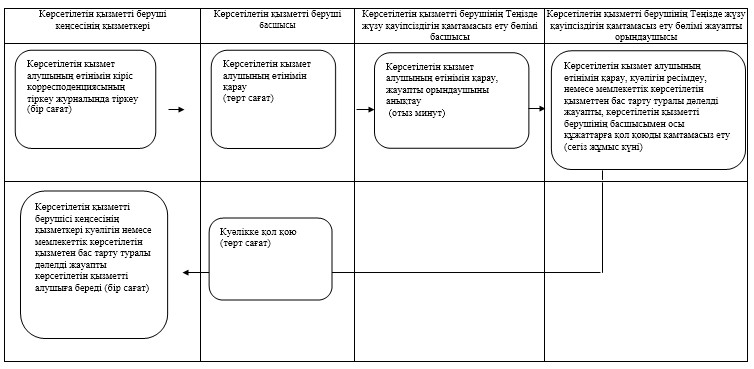 Көрсетілетін қызметті беруші
кеңсесінің қызметкері
Көрсетілетін қызметті беруші
басшысы
Көрсетілетін қызметті берушінің Теңізде
жүзу қауіпсіздігін қамтамасыз ету бөлімі
басшысы
Көрсетілетін қызметті берушінің Теңізде жүзу
қауіпсіздігін қамтамасыз ету бөлімі жауапты
орындаушысы
Көрсетілетін қызмет
алушының өтінімін кіріс
корреспонденциясының
тіркеу журналында тіркеу
(бір сағат)
Көрсетілетін қызмет
алушының өтінімін
қарау
(төрт сағат)
Көрсетілетін қызмет
алушының өтінімін қарау,
жауапты орындаушыны
анықтау
(отыз минут)
Көрсетілетін қызмет алушының
өтінімін қарау, куәлігін ресімдеу,
немесе мемлекеттік көрсетілетін
қызметтен бас тарту туралы дәлелді
жауапты, көрсетілетін қызметті
берушінің басшысымен осы
құжаттарға қол қоюды қамтамасыз ету
(сегіз жұмыс күні)
Көрсетілетін қызметті
берушісі кеңсесінің
қызметкері куәлігін немесе
мемлекеттік көрсетілетін
қызметтен бас тарту туралы
дәлелді жауапты
көрсетілетін қызметті
алушыға береді (бір сағат)
Куәлікке қол қою
(төрт сағат)